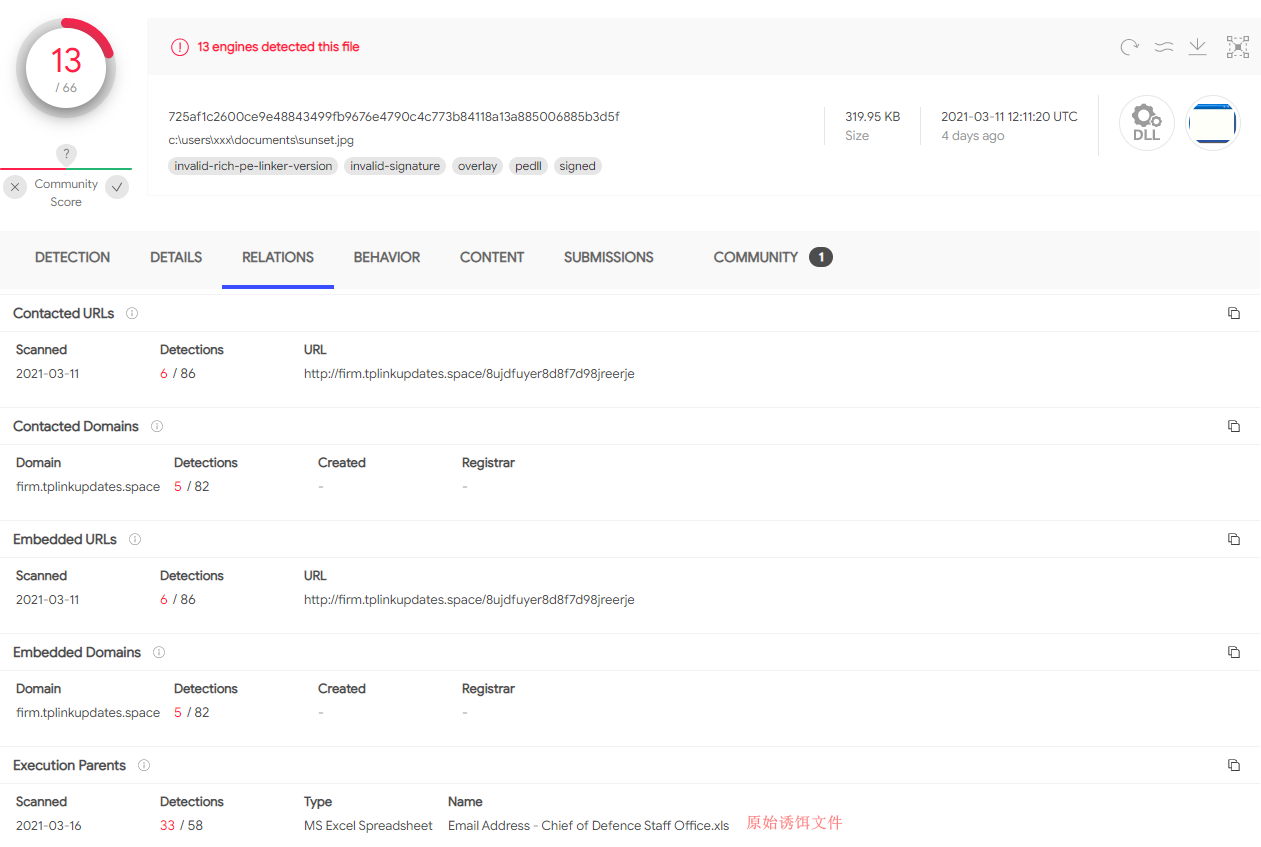 13
/ 66
?
Community
Score
13 engines detected this file
725af1c2600ce9e48843499fb9676e4790c4c773b84118a13a885006885b3d5f
c:\users\xxx\documents\sunset.jpg
invalid-rich-pe-linker-version invalid-signature overlay pedll signed
319.95 KB
Size
2021-03-11 12:11:20 UTC
4 days ago
DLL
DETECTION DETAILS RELATIONS BEHAVIOR CONTENT SUBMISSIONS COMMUNITY 1
Contacted URLs
Scanned Detections URL
2021-03-11 6 / 86 http://firm.tplinkupdates.space/8ujdfuyer8d8f7d98jreerje
Contacted Domains
Domain Detections Created Registrar
firm.tplinkupdates.space 5 / 82 - -
Embedded URLs
Scanned Detections URL
2021-03-11 6 / 86 http://firm.tplinkupdates.space/8ujdfuyer8d8f7d98jreerje
Embedded Domains
Domain Detections Created Registrar
firm.tplinkupdates.space 5 / 82 - -
Execution Parents
Scanned Detections Type Name
2021-03-16 33 / 58 MS Excel Spreadsheet Email Address - Chief of Defence Staff Office.xls 原始诱饵文件